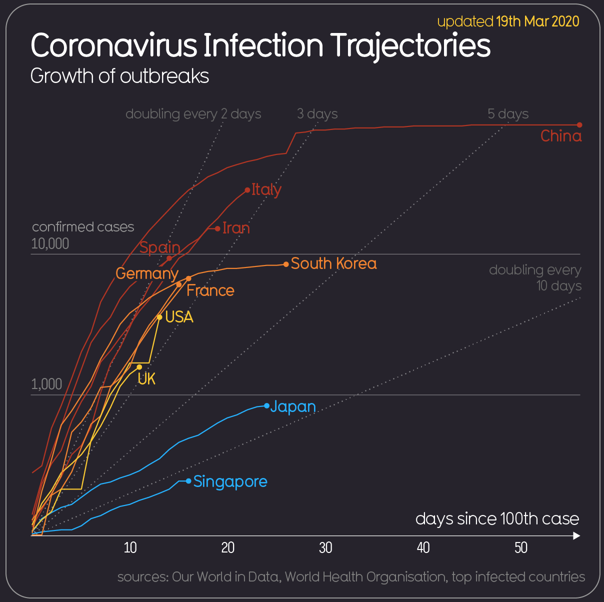 updated 19th Mar 2020
Coronavirus Infection Trajectories
Growth of outbreaks
doubling every 2 days
3 days
5 days
China
Italy
confirmed cases
Iran
10,000
Spain
South Korea
Germany
doubling every
10 days
France
USA
UK
1,000
Japan
Singapore
days since 100th case
10
20
30
40
50
sources: Our World in Data, World Health Organisation, top infected countries